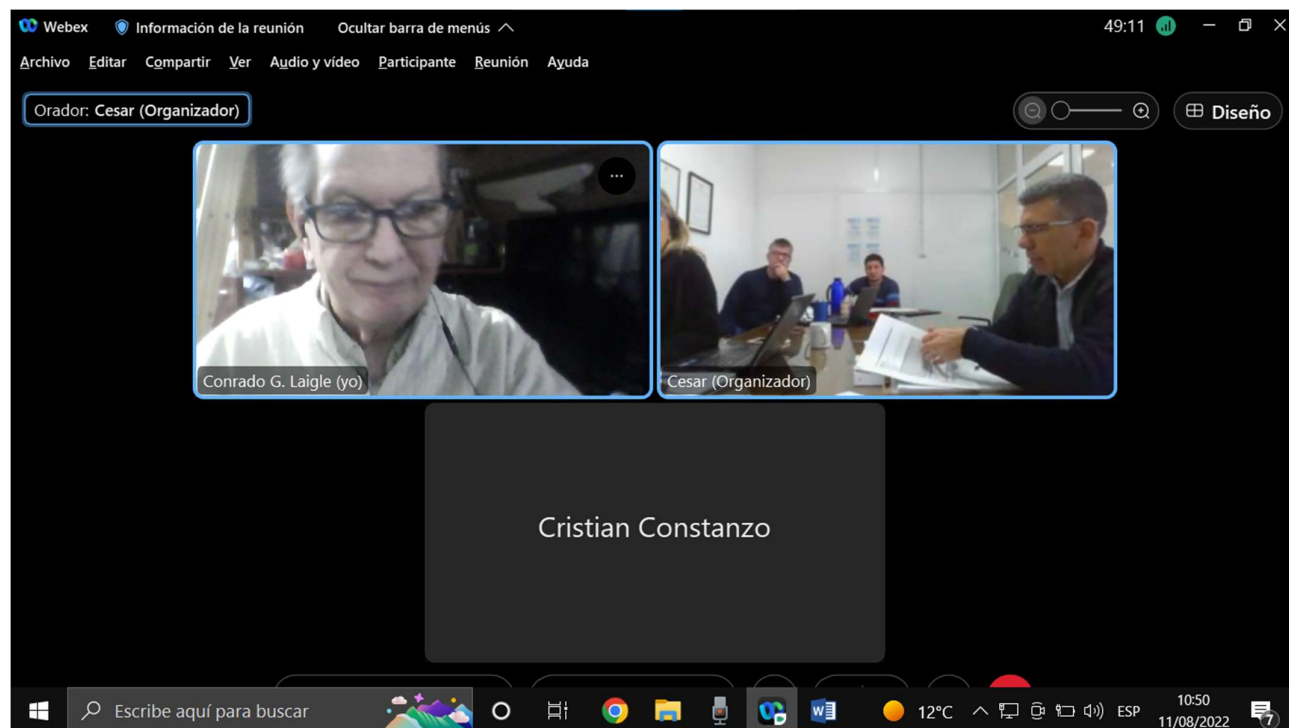 Webex Información de la reunión Ocultar barra de menús 49:11
Archivo Editar Compartir Ver Audio y vídeo Participante Reunión Ayuda
Orador: Cesar (Organizador) Diseño
Conrado G. Laigle (yo) Cesar (Organizador)
Cristian Constanzo
Escribe aquí para buscar 12°C ESP 10:50
11/08/2022 7